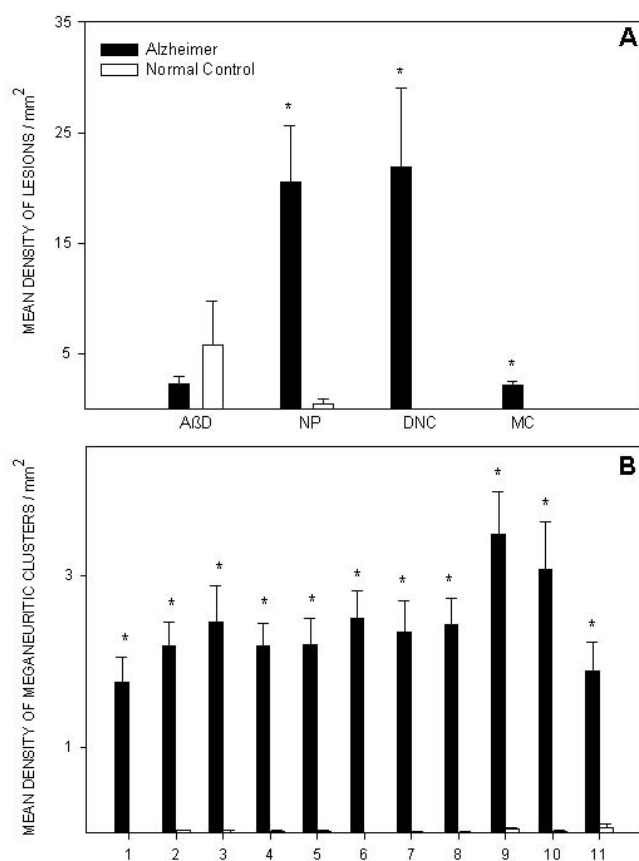 35
A
Alzheimer
Normal Control
*
*
25
15
5
*
MEAN DENSITY OF LESIONS / mm²
AßD NP DNC MC
B
*
*
*
*
*
*
*
*
*
*
*
3
1
MEAN DENSITY OF MEGANEURITIC CLUSTERS / mm²
1 2 3 4 5 6 7 8 9 10 11